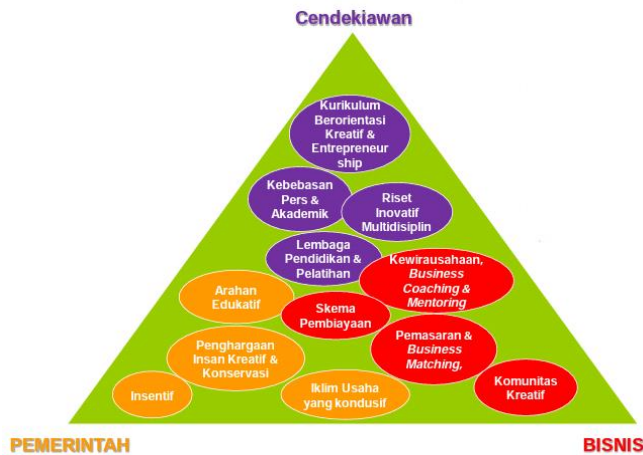 Cendekiawan
Kurikulum
Berorientasi
Kreatif &
Entrepreneur
ship
Kebebasan
Pers &
Akademik
Riset
Inovatif
Multidisiplin
Lembaga
Pendidikan &
Pelatihan
Kewirausahaan,
Business
Coaching &
Mentoring
Arahan
Edukatif
Skema
Pembiayaan
Pemasaran &
Business
Matching,
Penghargaan
Insan Kreatif &
Konservasi
Insentif
Iklim Usaha
yang kondusif
Komunitas
Kreatif
PEMERINTAH
BISNIS